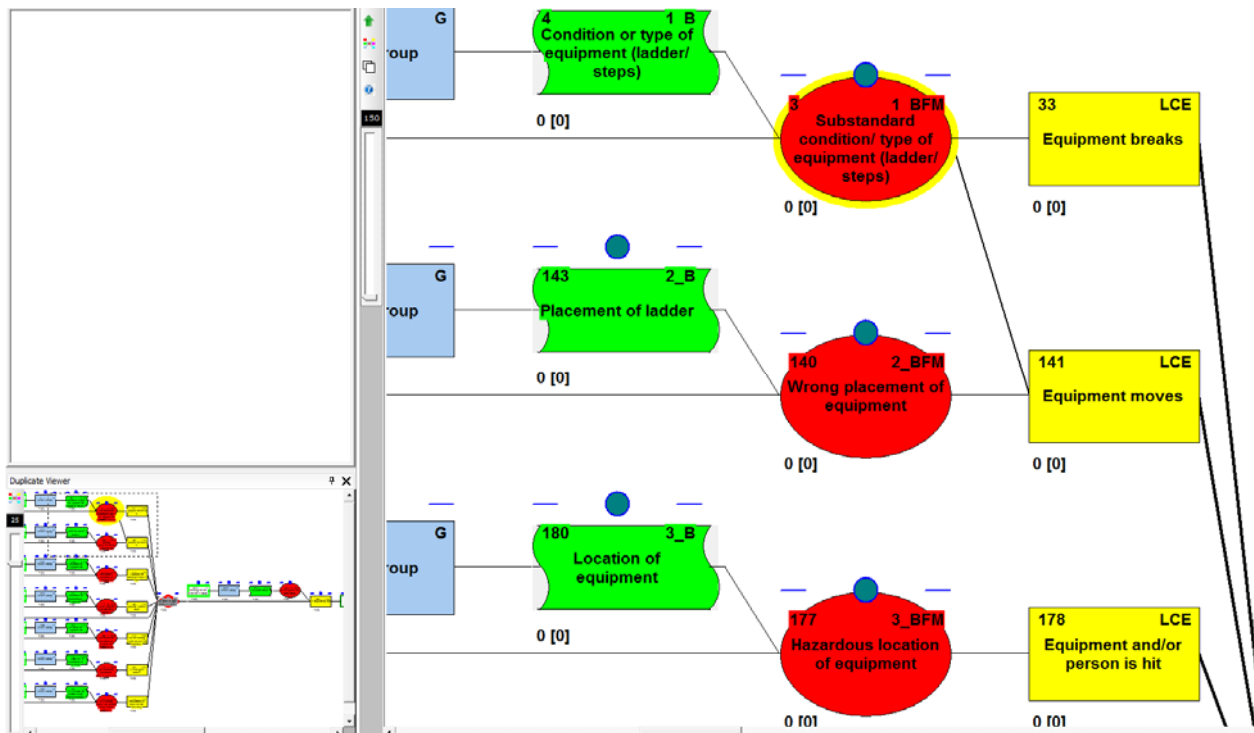 G
roup
4 1_B
Condition or type of
equipment (ladder/
steps)
0 [0]
3 1_BFM
Substandard
condition/ type of
equipment (ladder/
steps)
0 [0]
33 LCE
Equipment breaks
0 [0]
150
G
roup
143 2_B
Placement of ladder
0 [0]
140 2_BFM
Wrong placement of
equipment
0 [0]
141 LCE
Equipment moves
0 [0]
G
roup
180 3_B
Location of
equipment
0 [0]
177 3_BFM
Hazardous location
of equipment
0 [0]
178 LCE
Equipment and/or
person is hit
0 [0]
Duplicate Viewer
25